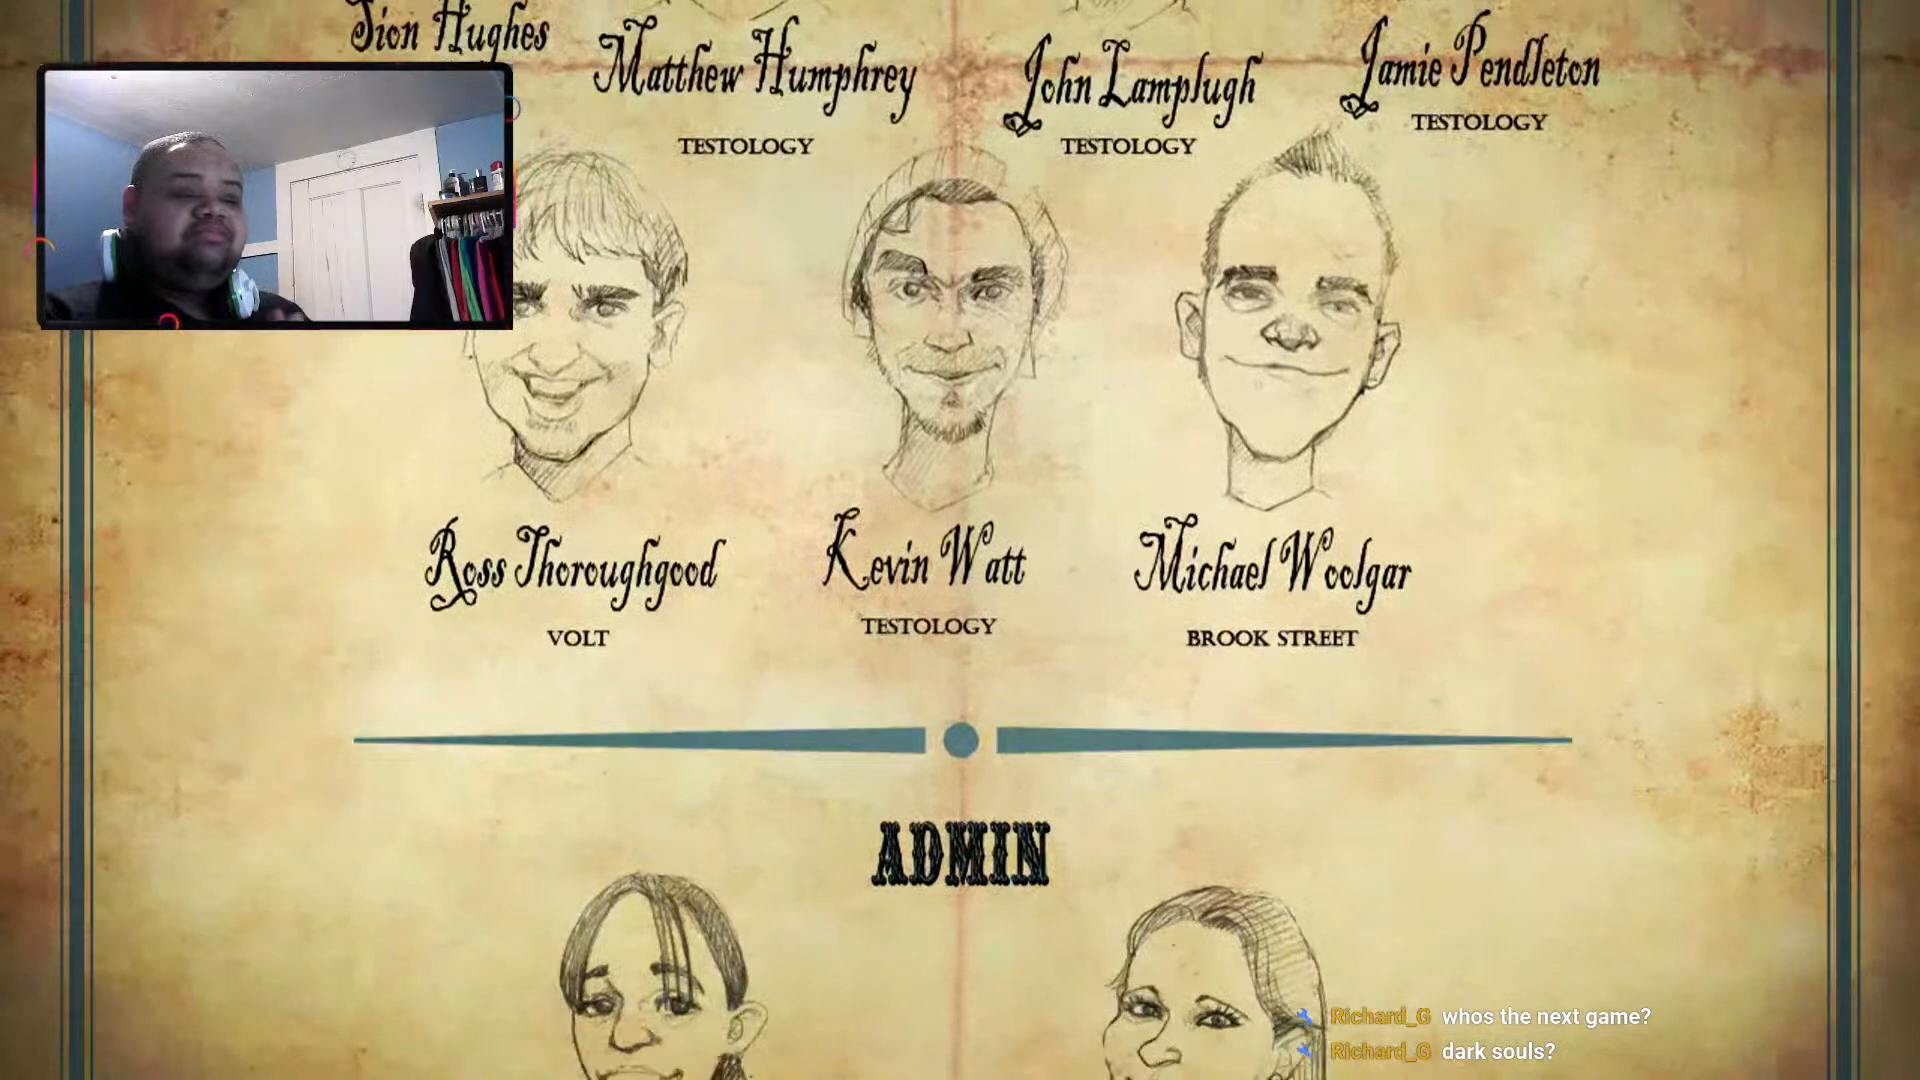 Sion Hughes
Matthew Humphrey
John Lamplugh
Jamie Pendleton
TESTOLOGY
TESTOLOGY
TESTOLOGY
Ross Thoroughgood
Kevin Watt
Michael Woolgar
VOLT
TESTOLOGY
BROOK STREET
ADMIN
Richard_G whos the next game?
Richard_G dark souls?